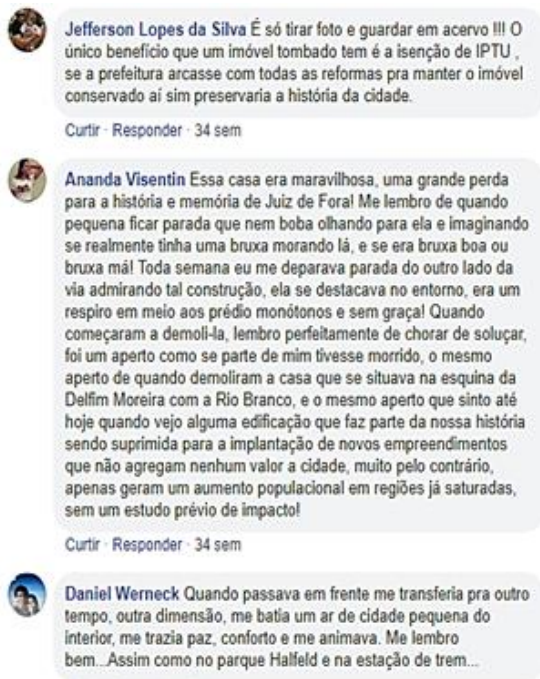 Jefferson Lopes da Silva É só tirar foto e guardar em acervo !!! O
único benefício que um imóvel tombado tem é a isenção de IPTU ,
se a prefeitura arcasse com todas as reformas pra manter o imóvel
conservado aí sim preservaria a história da cidade.
Curtir · Responder · 34 sem
Ananda Visentin Essa casa era maravilhosa, uma grande perda
para a história e memória de Juiz de Fora! Me lembro de quando
pequena ficar parada que nem boba olhando para ela e imaginando
se realmente tinha uma bruxa morando lá, e se era bruxa boa ou
bruxa má! Toda semana eu me deparava parada do outro lado da
via admirando tal construção, ela se destacava no entorno, era um
respiro em meio aos prédio monótonos e sem graça! Quando
começaram a demoli-la, lembro perfeitamente de chorar de soluçar,
foi um aperto como se parte de mim tivesse morrido, o mesmo
aperto de quando demoliram a casa que se situava na esquina da
Delfim Moreira com a Rio Branco, e o mesmo aperto que sinto até
hoje quando vejo alguma edificação que faz parte da nossa história
sendo suprimida para a implantação de novos empreendimentos
que não agregam nenhum valor a cidade, muito pelo contrário,
apenas geram um aumento populacional em regiões já saturadas,
sem um estudo prévio de impacto!
Curtir · Responder · 34 sem
Daniel Werneck Quando passava em frente me transferia pra outro
tempo, outra dimensão, me batia um ar de cidade pequena do
interior, me trazia paz, conforto e me animava. Me lembro
bem...Assim como no parque Halfeld e na estação de trem...